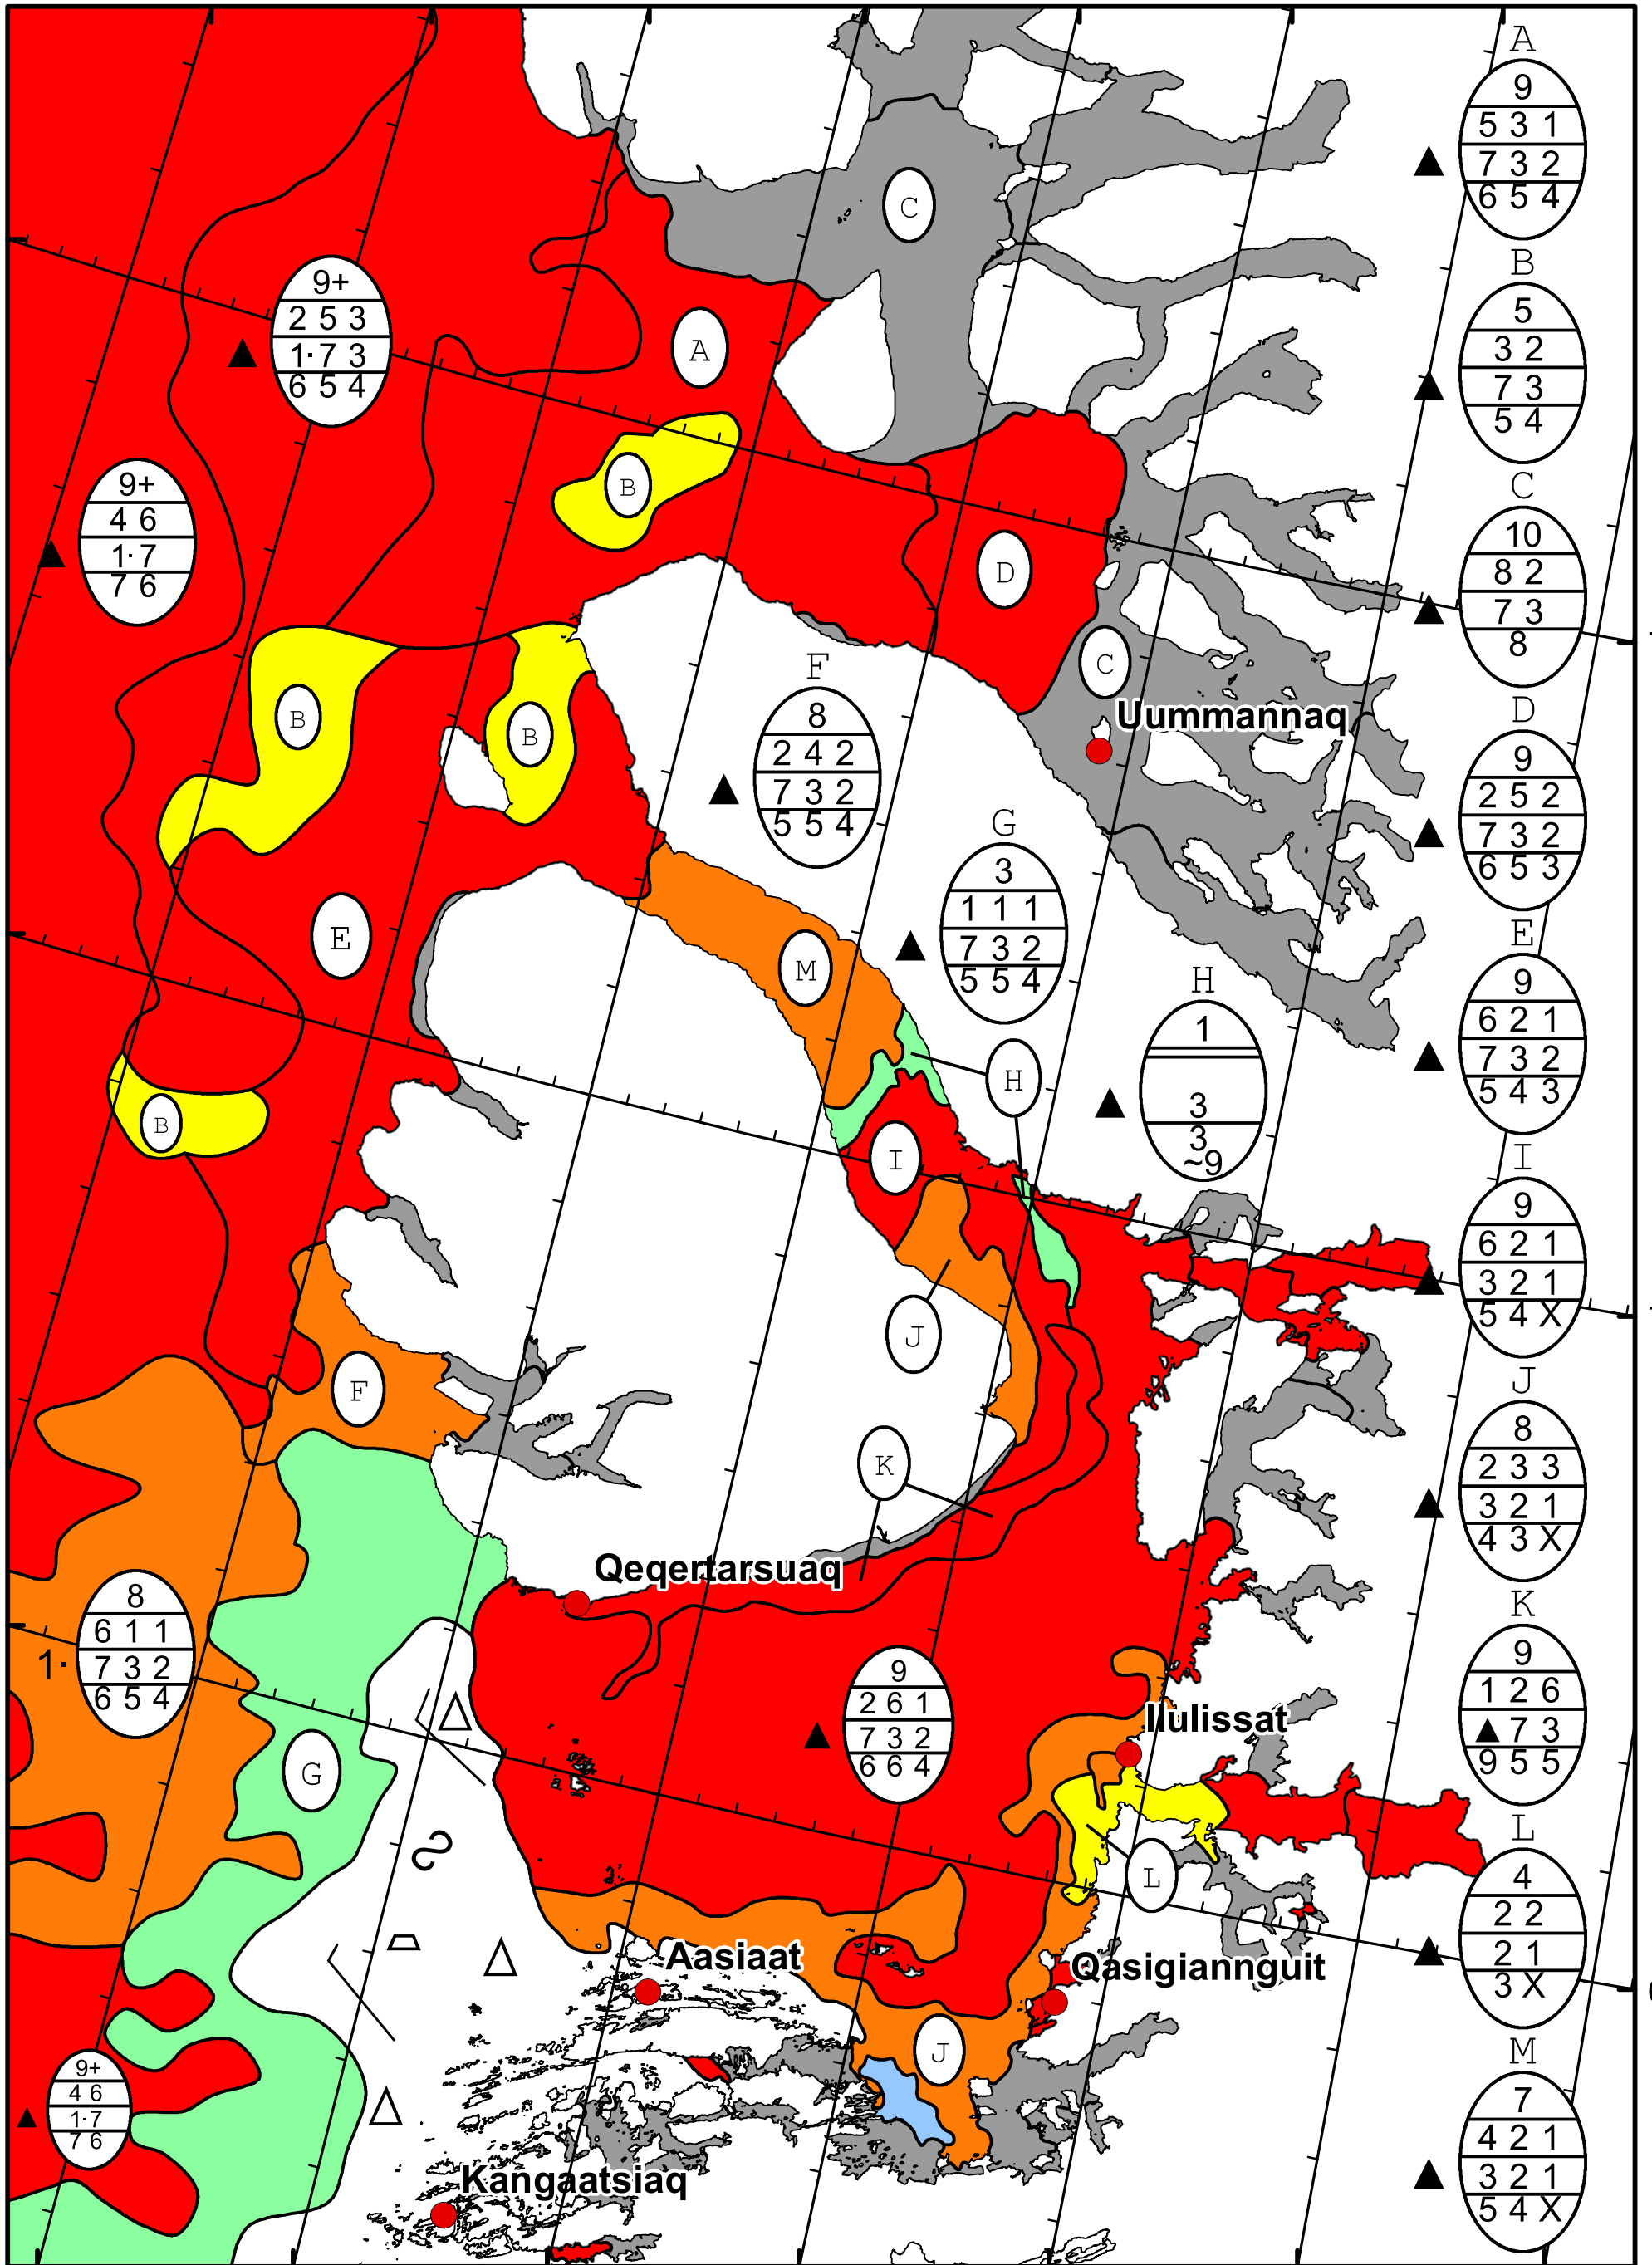 A
9
5 3 1
7 3 2
6 5 4
B
5
3 2
7 3
5 4
C
10
8 2
7 3
8
D
9
2 5 2
7 3 2
6 5 3
E
9
6 2 1
7 3 2
5 4 3
I
9
6 2 1
3 2 1
5 4 X
J
8
2 3 3
3 2 1
4 3 X
K
9
1 2 6
▲ 7 3
9 5 5
L
4
2 2
2 1
3 X
M
7
4 2 1
3 2 1
5 4 X
C
9+
2 5 3
1· 7 3
6 5 4
A
9+
4 6
1· 7
7 6
B
D
C
Uummannaq
F
8
2 4 2
7 3 2
5 5 4
B
B
G
3
1 1 1
7 3 2
5 5 4
E
M
H
1
3
3
~9
H
B
I
J
F
K
Qeqertarsuaq
8
6 1 1
1·
7 3 2
6 5 4
9
2 6 1
7 3 2
6 6 4
Ilulissat
G
L
Aasiaat
Qasigiannguit
J
9+
4 6
1· 7
7 6
Kangaatsiaq